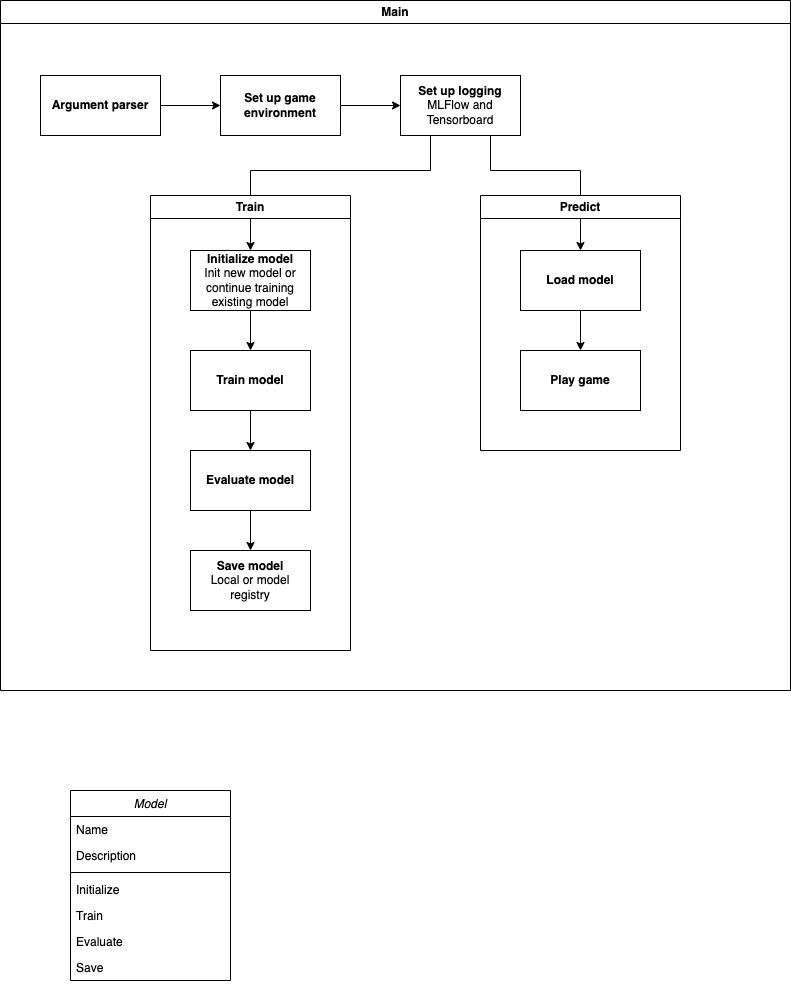 Main
Argument parser
Set up game
environment
Set up logging
MLFlow and
Tensorboard
Train
Initialize model
Init new model or
continue training
existing model
Train model
Evaluate model
Save model
Local or model
registry
Predict
Load model
Play game
Model
Name
Description
Initialize
Train
Evaluate
Save